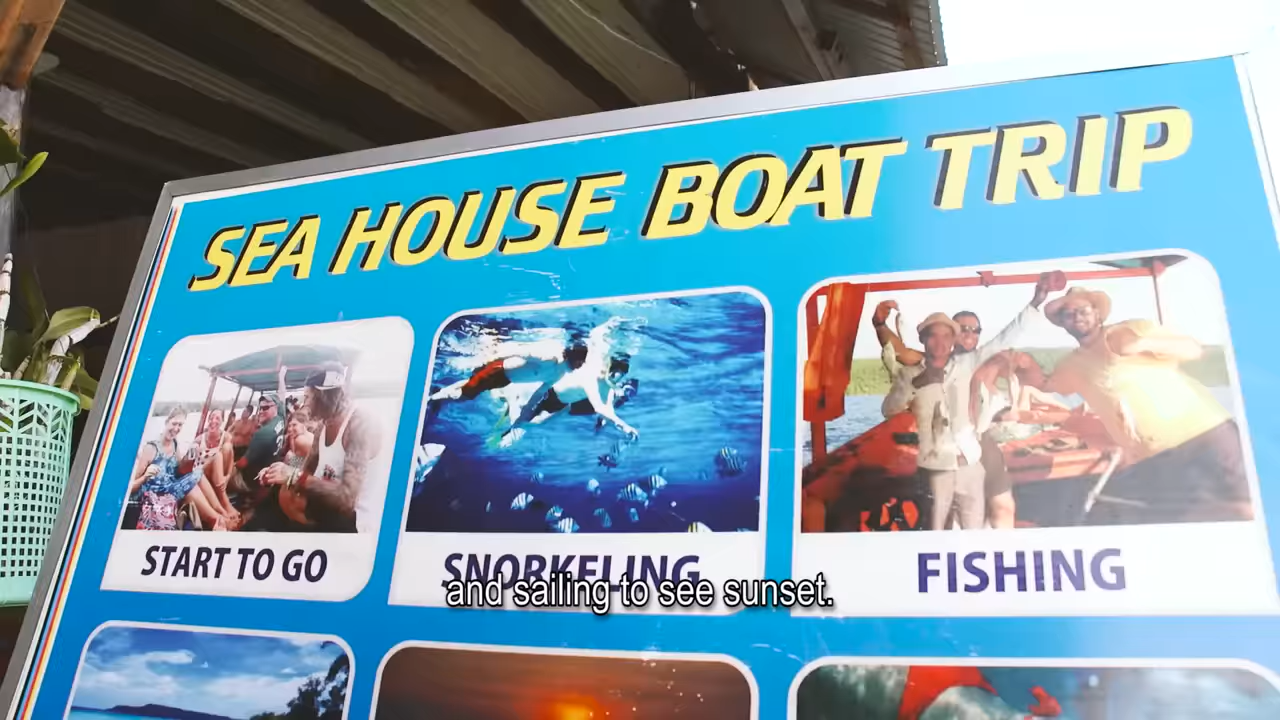 SEA HOUSE BOAT TRIP
START TO GO
SNORKELING
FISHING
and sailing to see sunset.